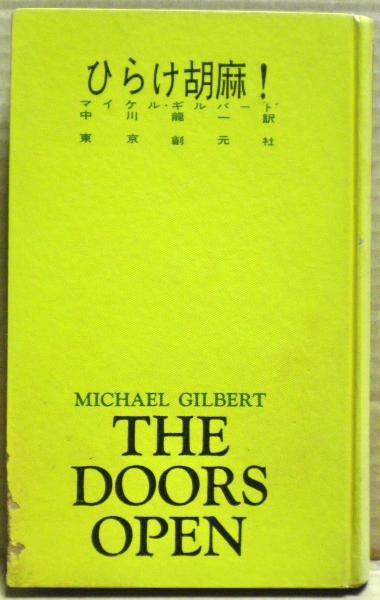 ひらけ胡麻！
マイケル・ギルバート
中川龍一訳
東京創元社
MICHAEL GILBERT
THE
DOORS
OPEN